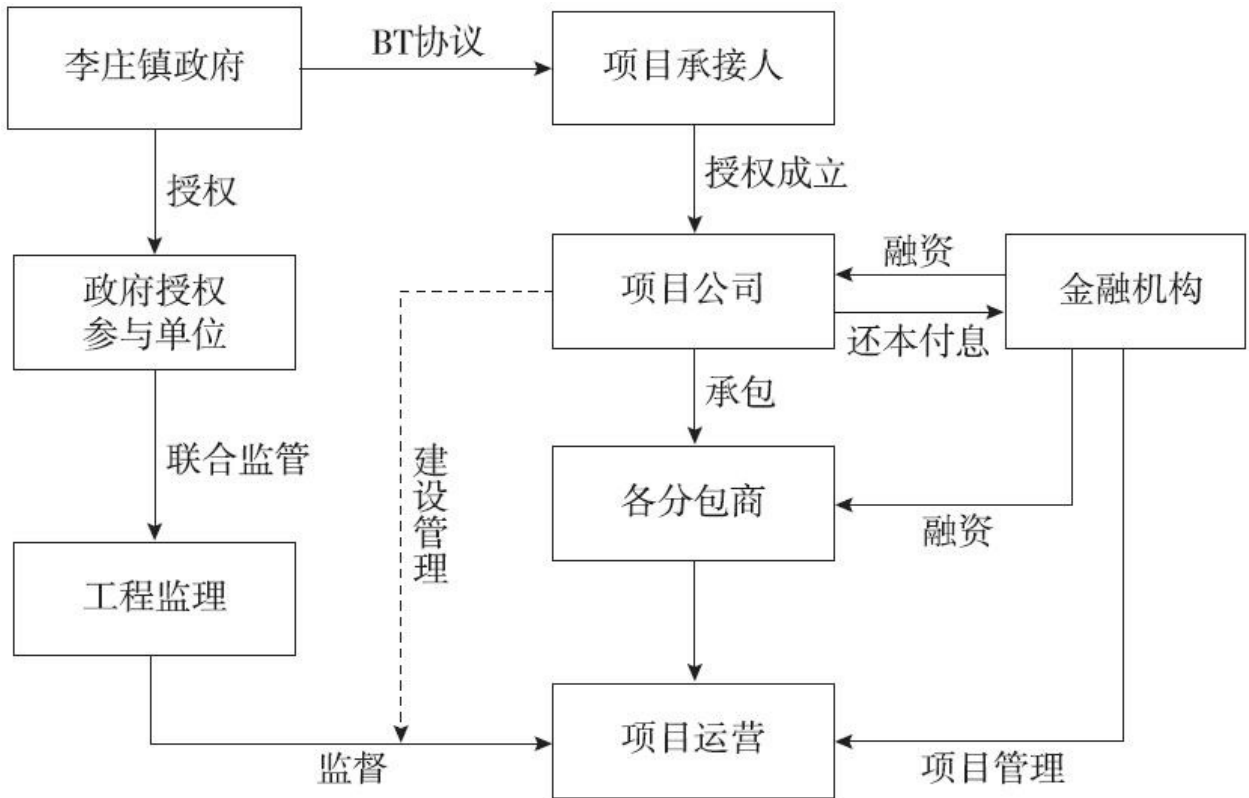 李庄镇政府
BT协议
项目承接人
授权
授权成立
政府授权
参与单位
项目公司
融资
还本付息
金融机构
联合监管
建设管理
承包
各分包商
融资
工程监理
监督
项目运营
项目管理